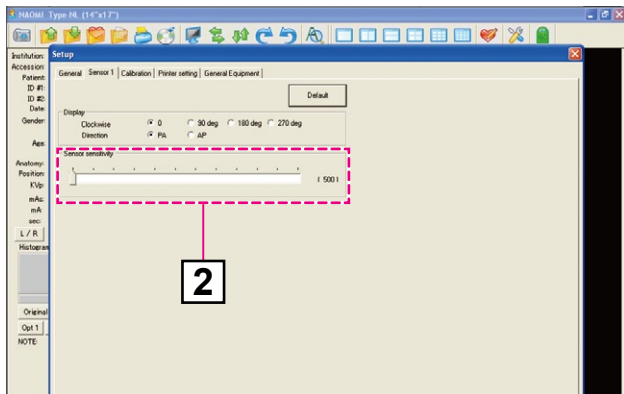 NAOMI Type NL (14"x17")
Institution:
Accession
Patient:
ID #1:
ID #2:
Date:
Gender:
Age:
Anatomy:
Position:
KVp:
mAs:
mA:
sec:
L / R
Histogram
Original
Opt 1
NOTE:
Setup
General Sensor 1 Calibration Printer setting General Equipment
Default
Display
Clockwise 0 90 deg 180 deg 270 deg
Direction PA AP
Sensor sensitivity
( 500 )
2